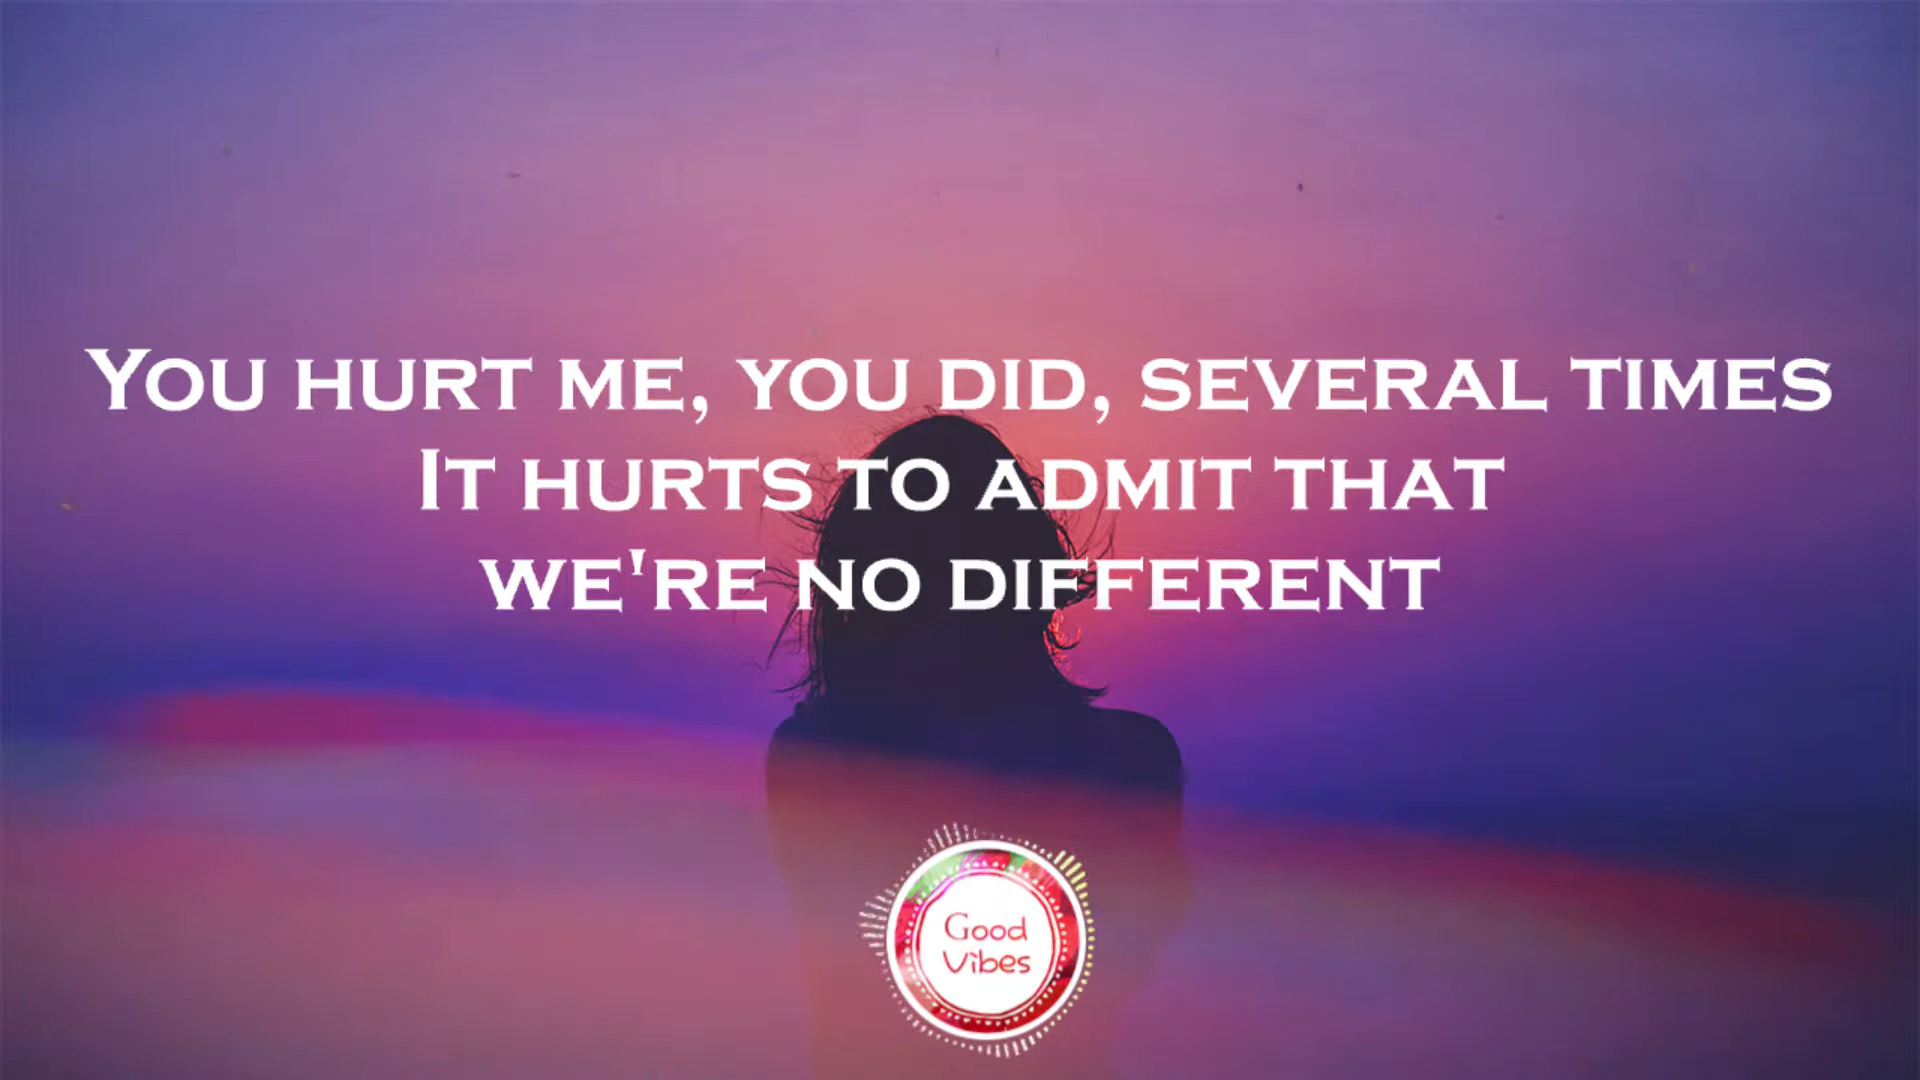 You hurt me, you did, several times
It hurts to admit that
we're no different
Good
Vibes